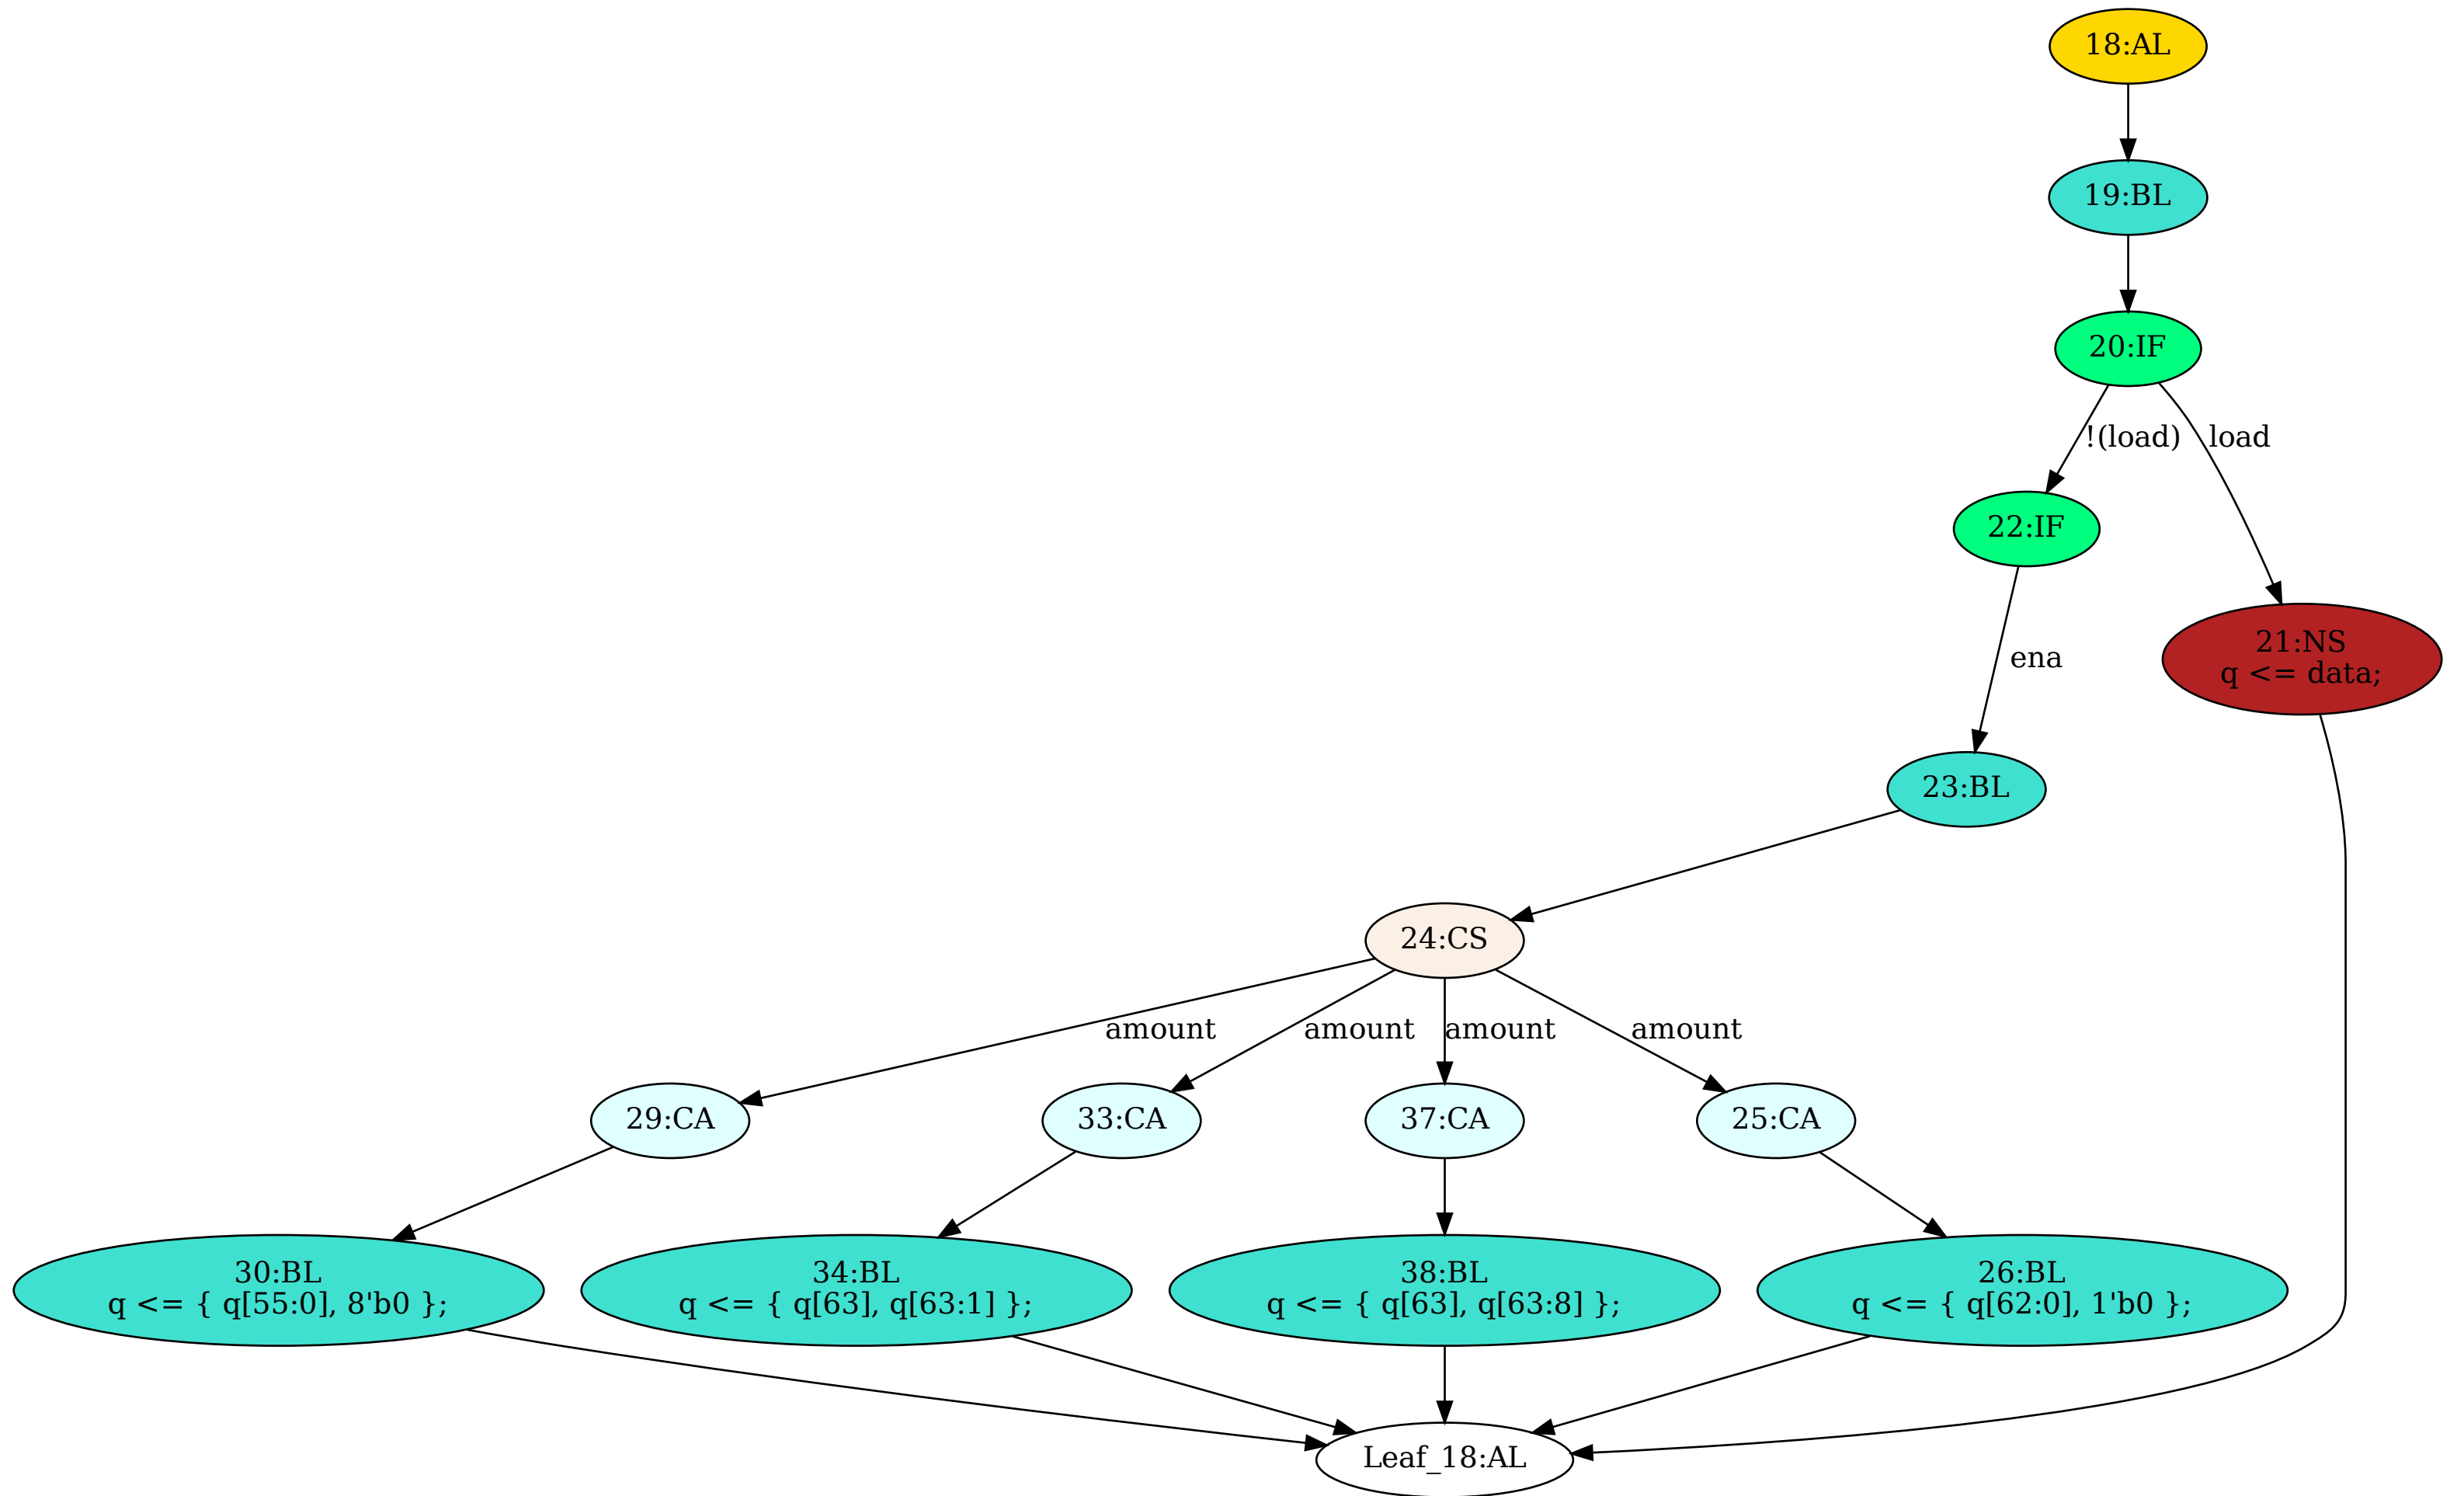 18:AL
19:BL
20:IF
!(load)
load
22:IF
21:NS
q <= data;
ena
23:BL
24:CS
amount
amount
amount
amount
29:CA
33:CA
37:CA
25:CA
30:BL
q <= { q[55:0], 8'b0 };
34:BL
q <= { q[63], q[63:1] };
38:BL
q <= { q[63], q[63:8] };
26:BL
q <= { q[62:0], 1'b0 };
Leaf_18:AL